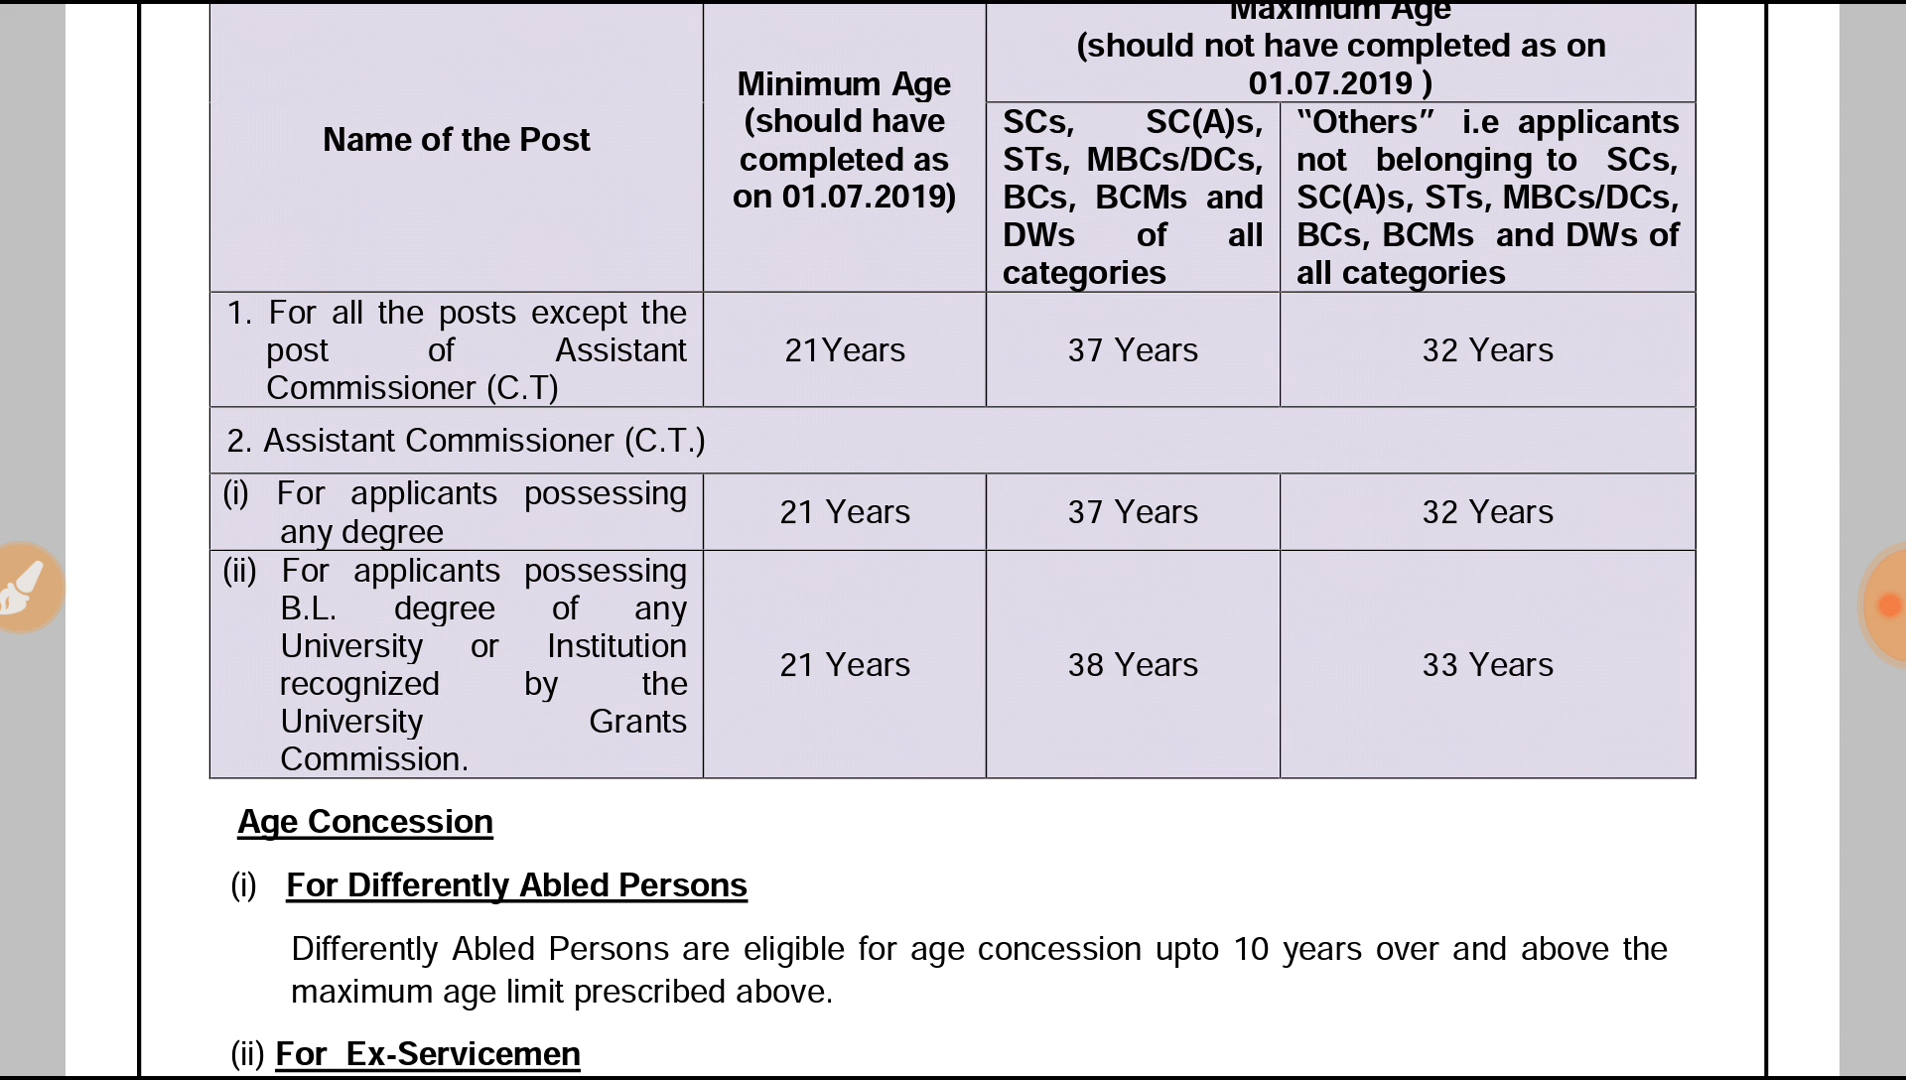 Maximum Age
(should not have completed as on
01.07.2019 )
Minimum Age
(should have
completed as
on 01.07.2019)
Name of the Post
SCs, SC(A)s,
STs, MBCs/DCs,
BCs, BCMs and
DWs of all
categories
“Others” i.e applicants
not belonging to SCs,
SC(A)s, STs, MBCs/DCs,
BCs, BCMs and DWs of
all categories
1. For all the posts except the
post of Assistant
Commissioner (C.T)
21Years
37 Years
32 Years
2. Assistant Commissioner (C.T.)
(i) For applicants possessing
any degree
21 Years
37 Years
32 Years
(ii) For applicants possessing
B.L. degree of any
University or Institution
recognized by the
University Grants
Commission.
21 Years
38 Years
33 Years
Age Concession
(i) For Differently Abled Persons
Differently Abled Persons are eligible for age concession upto 10 years over and above the
maximum age limit prescribed above.
(ii) For Ex-Servicemen